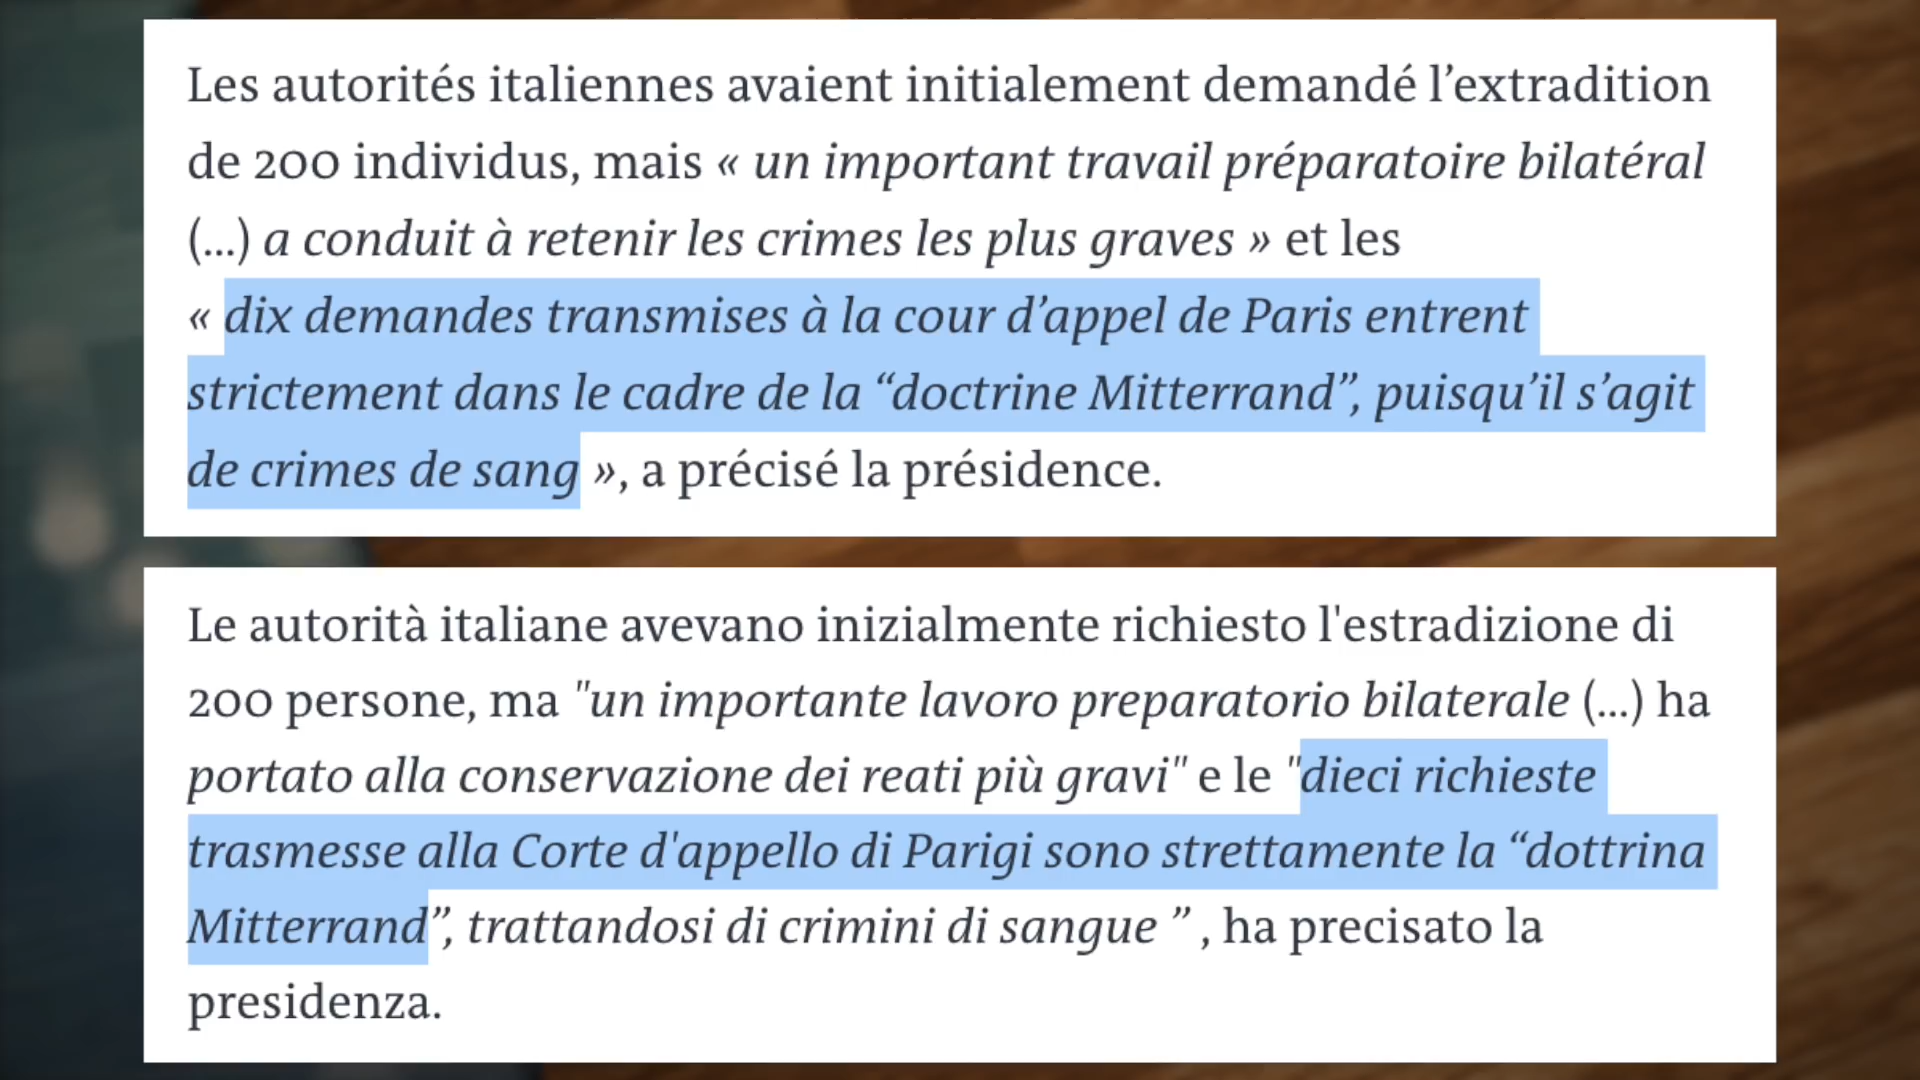 Les autorités italiennes avaient initialement demandé l’extradition
de 200 individus, mais « un important travail préparatoire bilatéral
(...) a conduit à retenir les crimes les plus graves » et les
« dix demandes transmises à la cour d’appel de Paris entrent
strictement dans le cadre de la “doctrine Mitterrand”, puisqu’il s’agit
de crimes de sang », a précisé la présidence.
Le autorità italiane avevano inizialmente richiesto l'estradizione di
200 persone, ma "un importante lavoro preparatorio bilaterale (...) ha
portato alla conservazione dei reati più gravi" e le "dieci richieste
trasmesse alla Corte d'appello di Parigi sono strettamente la “dottrina
Mitterrand”, trattandosi di crimini di sangue ” , ha precisato la
presidenza.